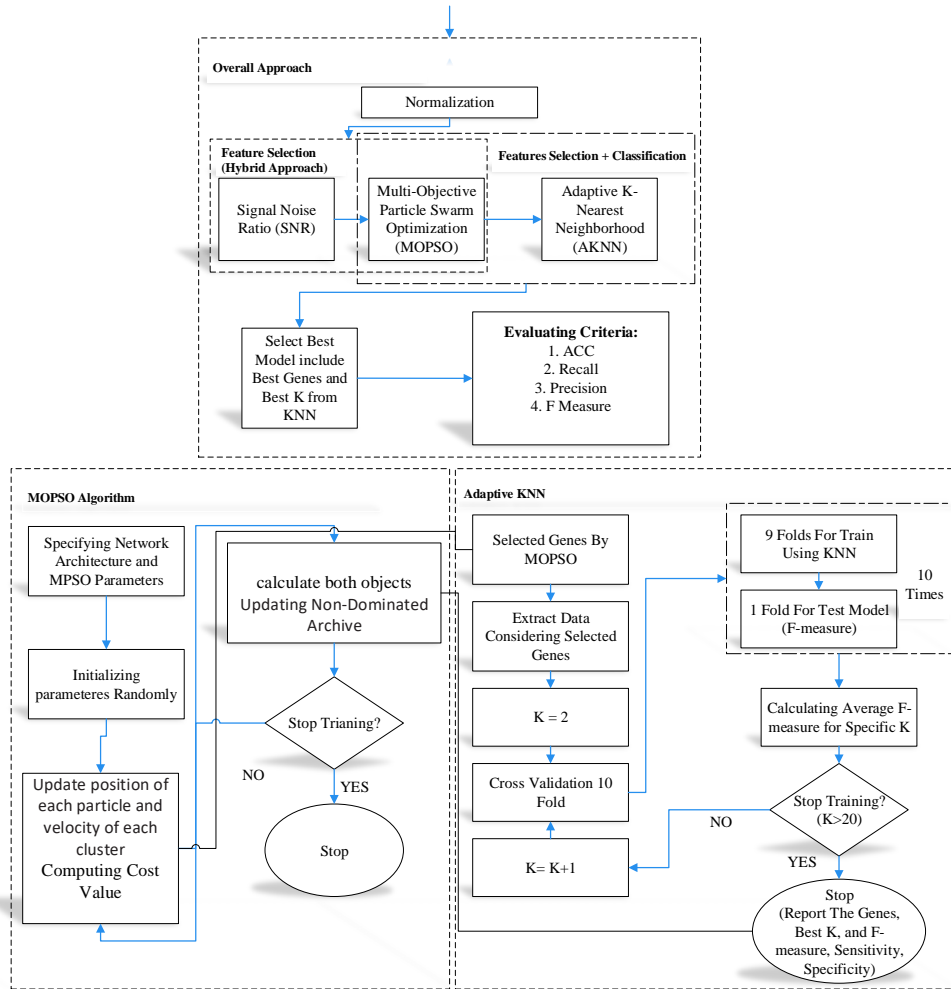 Overall Approach
Normalization
Feature Selection
(Hybrid Approach)
Features Selection + Classification
Signal Noise
Ratio (SNR)
Multi-Objective
Particle Swarm
Optimization
(MOPSO)
Adaptive K-
Nearest
Neighborhood
(AKNN)
Select Best
Model include
Best Genes and
Best K from
KNN
Evaluating Criteria:
1. ACC
2. Recall
3. Precision
4. F Measure
MOPSO Algorithm
Specifying Network
Architecture and
MPSO Parameters
Initializing
parameteres Randomly
Update position of
each particle and
velocity of each
cluster
Computing Cost
Value
calculate both objects
Updating Non-Dominated
Archive
Stop Trianing?
NO
YES
Stop
Adaptive KNN
Selected Genes By
MOPSO
Extract Data
Considering Selected
Genes
K = 2
Cross Validation 10
Fold
K= K+1
9 Folds For Train
Using KNN
1 Fold For Test Model
(F-measure)
10
Times
Calculating Average F-
measure for Specific K
Stop Training?
(K>20)
NO
YES
Stop
(Report The Genes,
Best K, and F-
measure, Sensitivity,
Specificity)